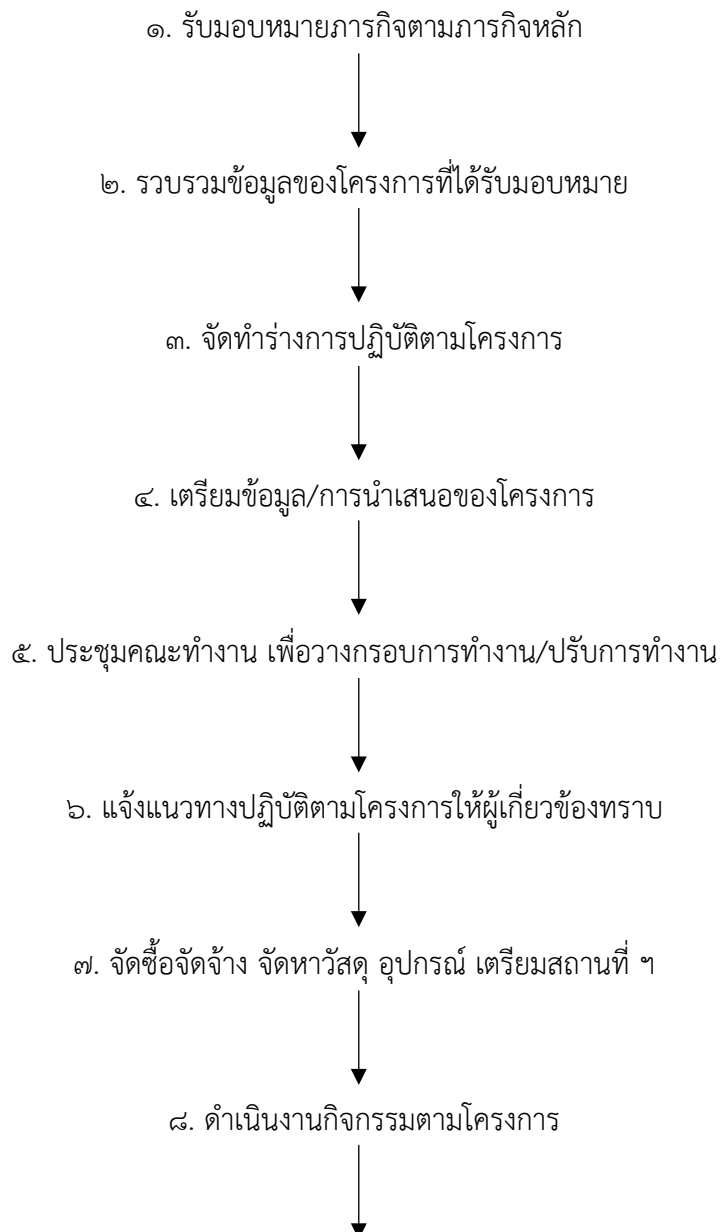 ๑. รับมอบหมายภารกิจตามภารกิจหลัก
๒. รวบรวมข้อมูลของโครงการที่ได้รับมอบหมาย
๓. จัดทำร่างการปฏิบัติตามโครงการ
๔. เตรียมข้อมูล/การนำเสนอของโครงการ
๕. ประชุมคณะทำงาน เพื่อวางกรอบการทำงาน/ปรับการทำงาน
๖. แจ้งแนวทางปฏิบัติตามโครงการให้ผู้เกี่ยวข้องทราบ
๗. จัดซื้อจัดจ้าง จัดหาวัสดุ อุปกรณ์ เตรียมสถานที่ ฯ
๘. ดำเนินงานกิจกรรมตามโครงการ